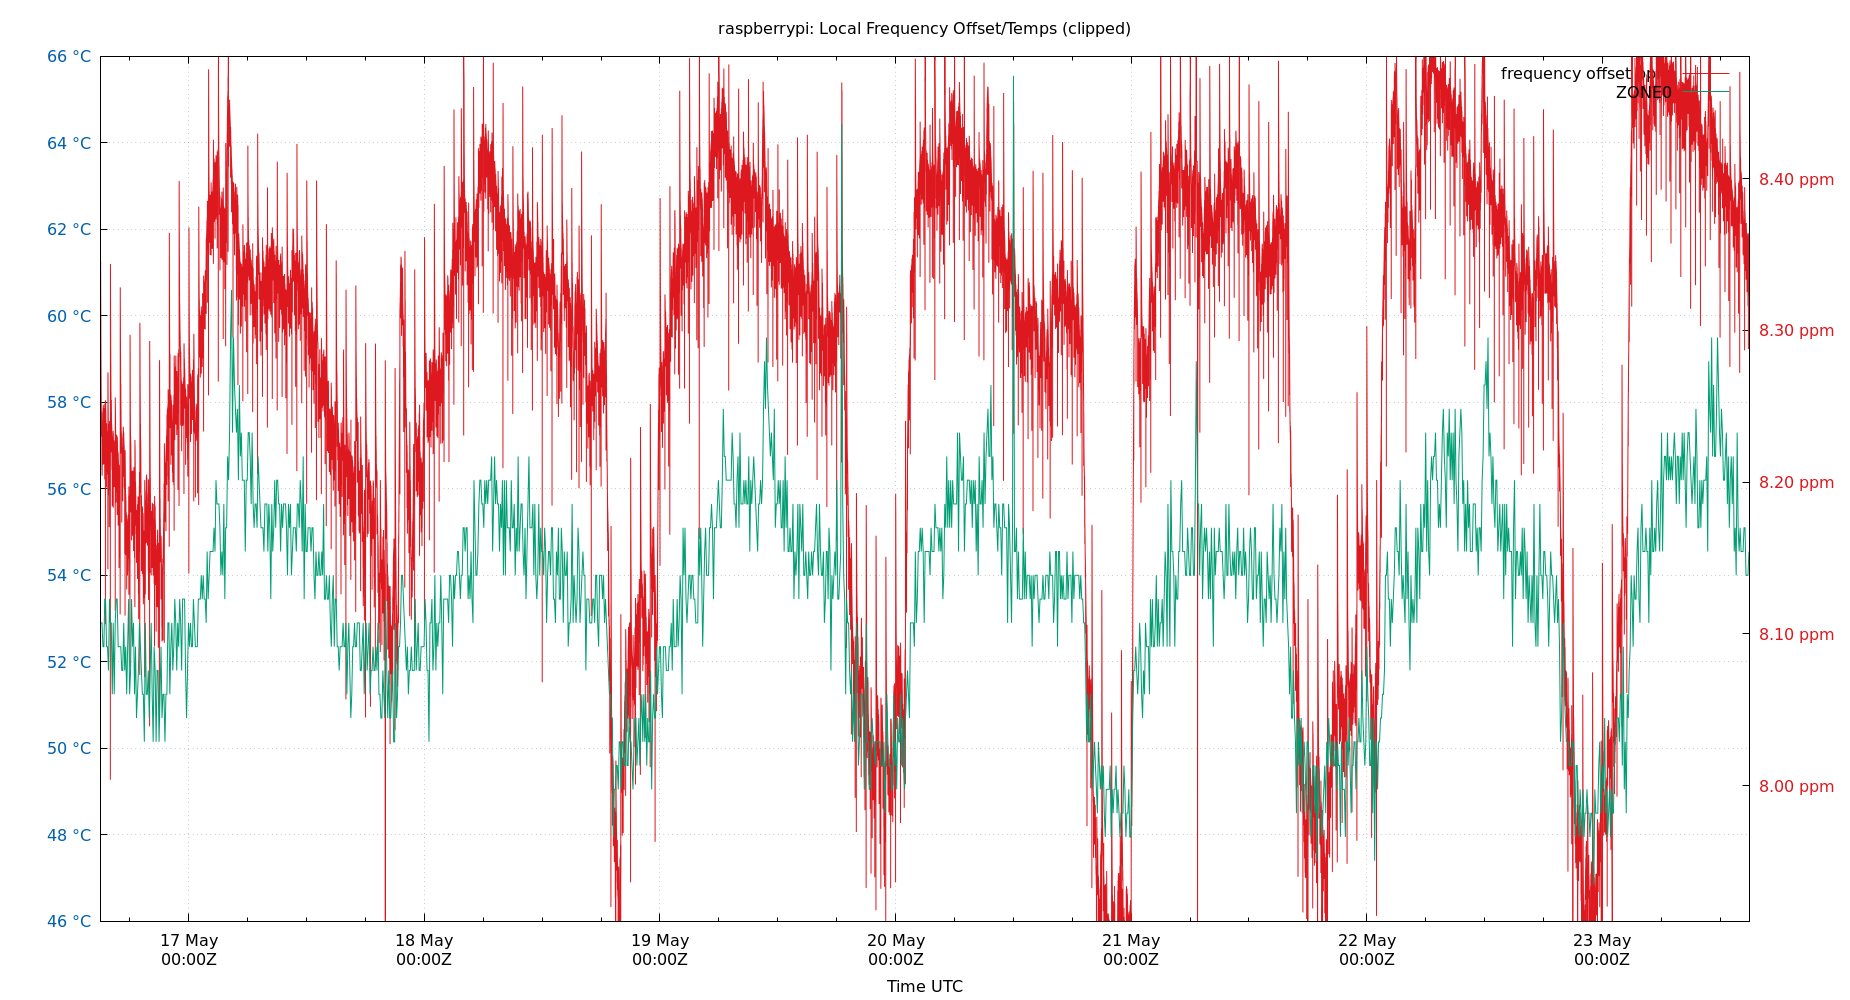 raspberrypi: Local Frequency Offset/Temps (clipped)
66 °C
64 °C
62 °C
60 °C
58 °C
56 °C
54 °C
52 °C
50 °C
48 °C
46 °C
frequency offset pp
ZONE0
8.40 ppm
8.30 ppm
8.20 ppm
8.10 ppm
8.00 ppm
17 May
00:00Z
18 May
00:00Z
19 May
00:00Z
20 May
00:00Z
21 May
00:00Z
22 May
00:00Z
23 May
00:00Z
Time UTC